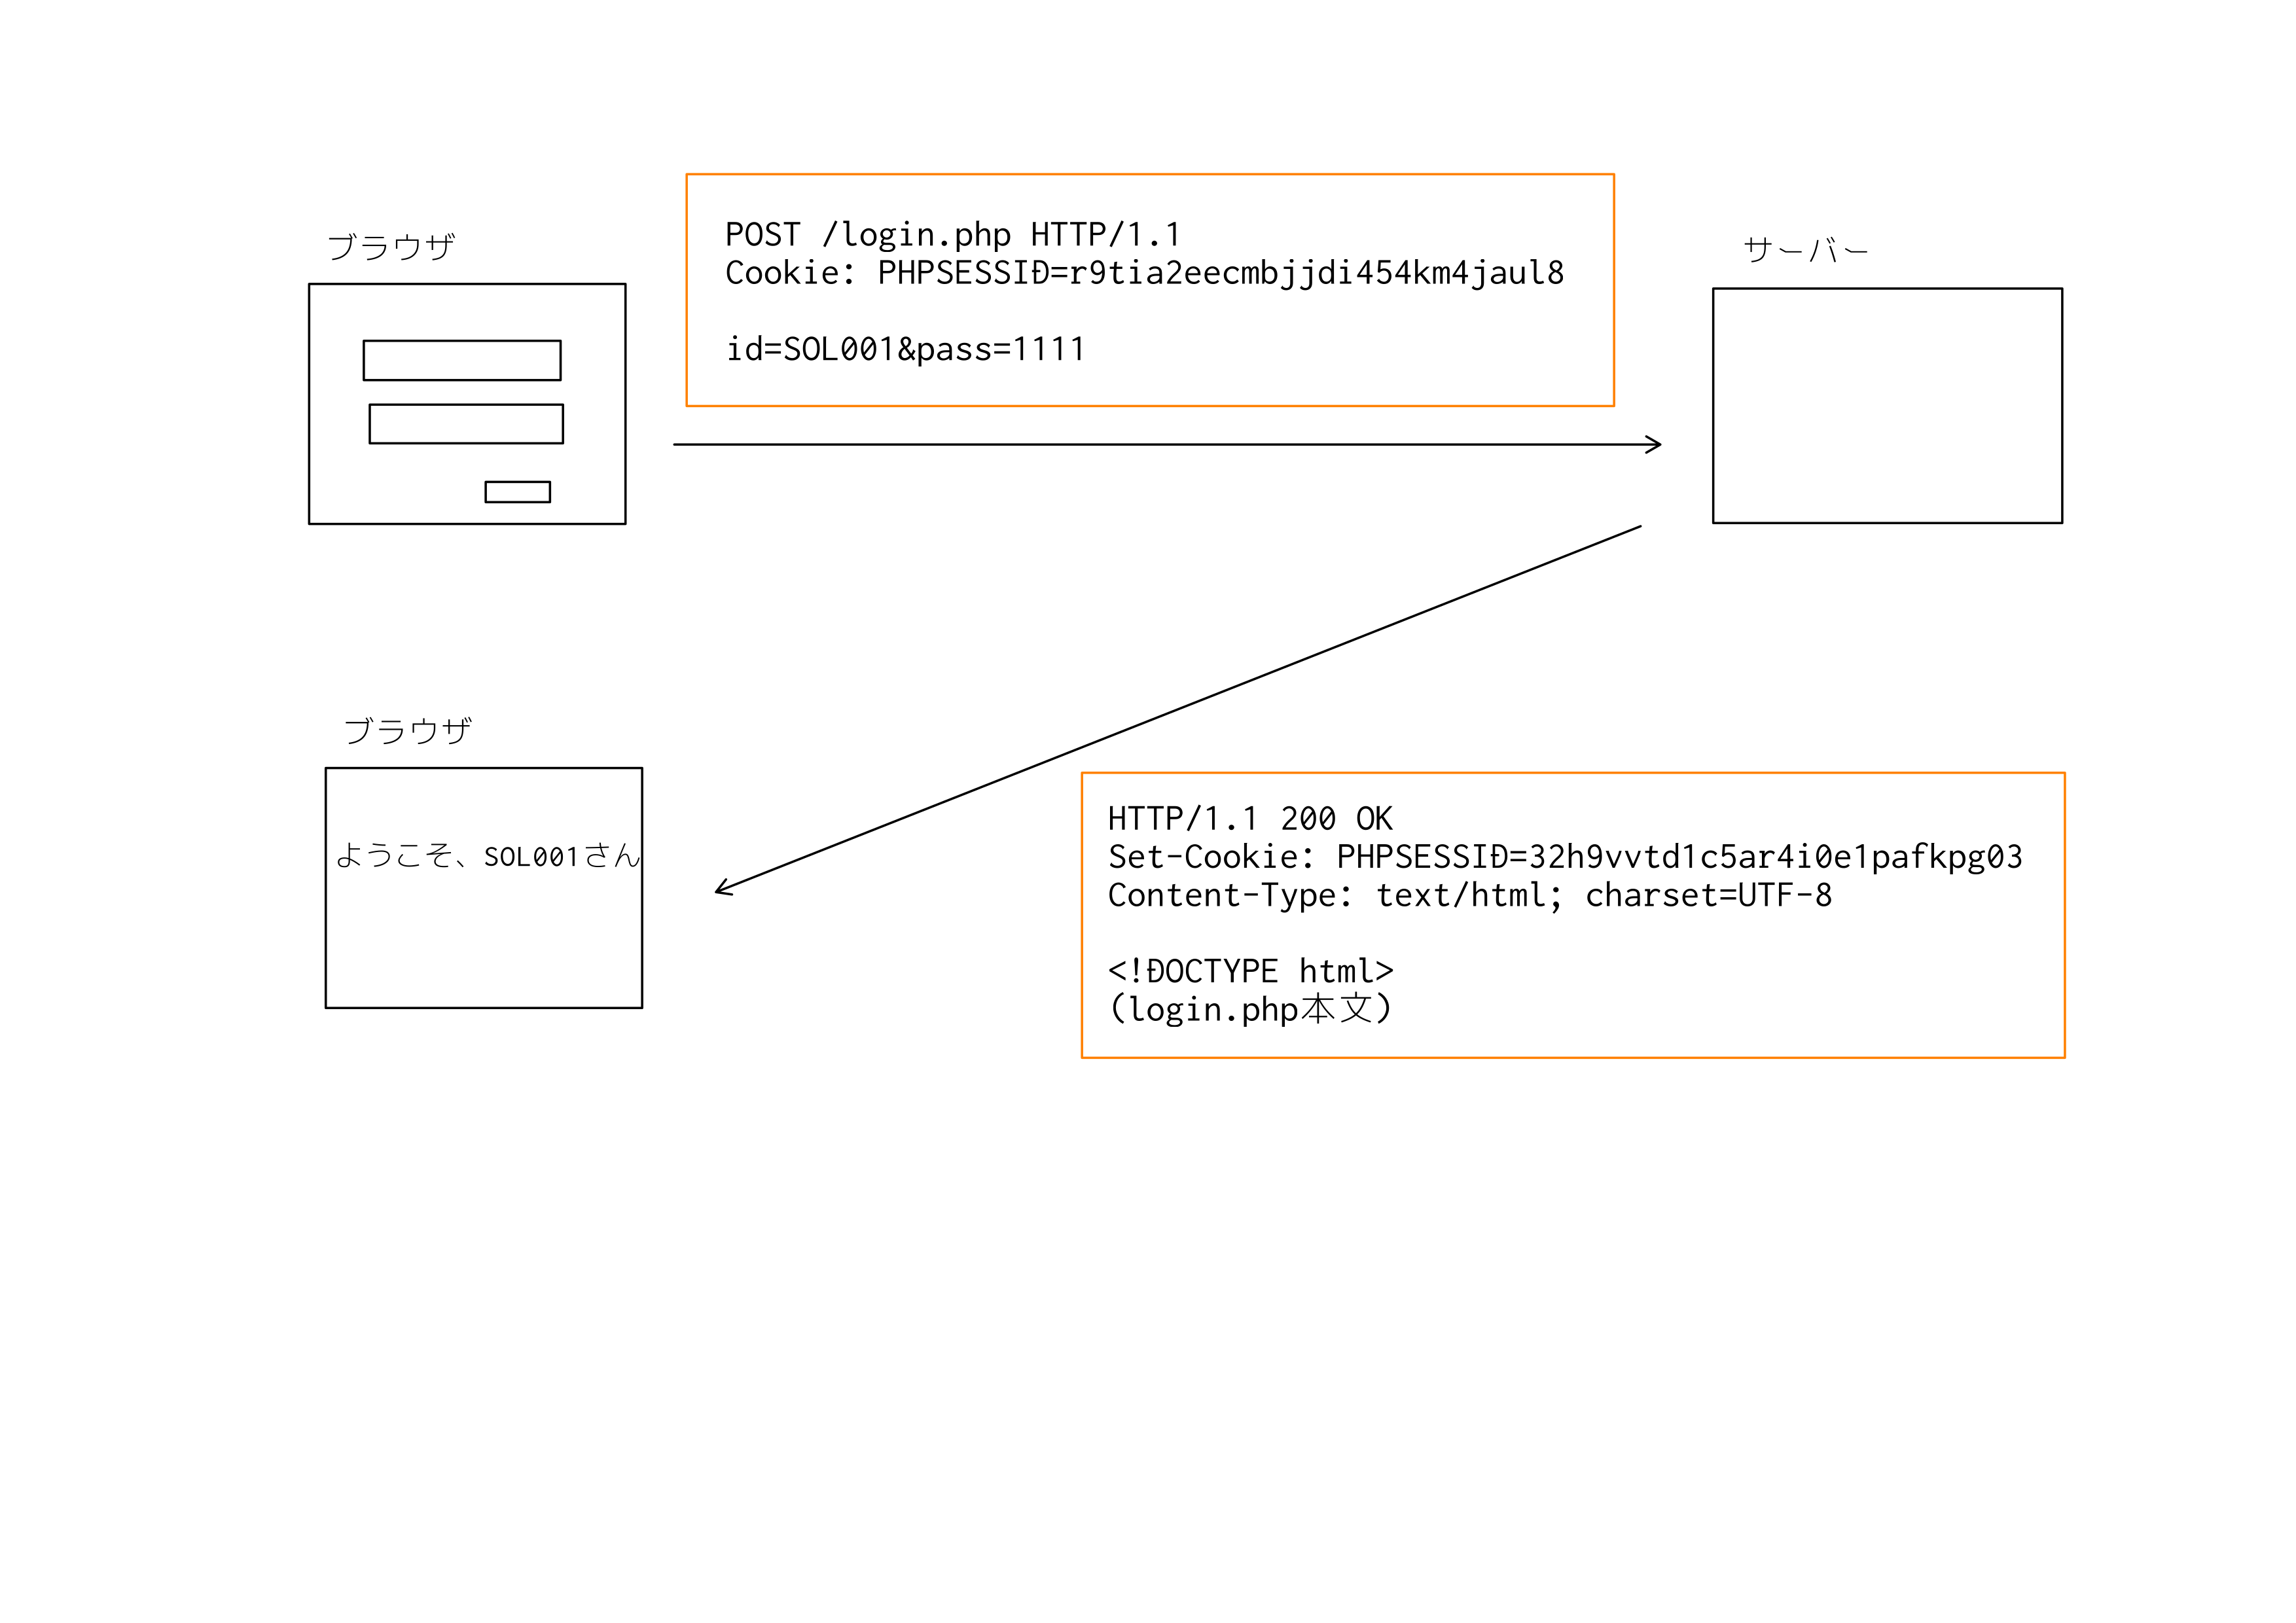 ブラウザ
POST /login.php HTTP/1.1
Cookie: PHPSESSID=r9tia2eecmbjjdi454km4jaul8
id=SOL001&pass=1111
サーバー
ブラウザ
ようこそ、SOL001さん
HTTP/1.1 200 OK
Set-Cookie: PHPSESSID=32h9vvtd1c5ar4i0e1pafkpg03
Content-Type: text/html; charset=UTF-8
<!DOCTYPE html>
(login.php本文)